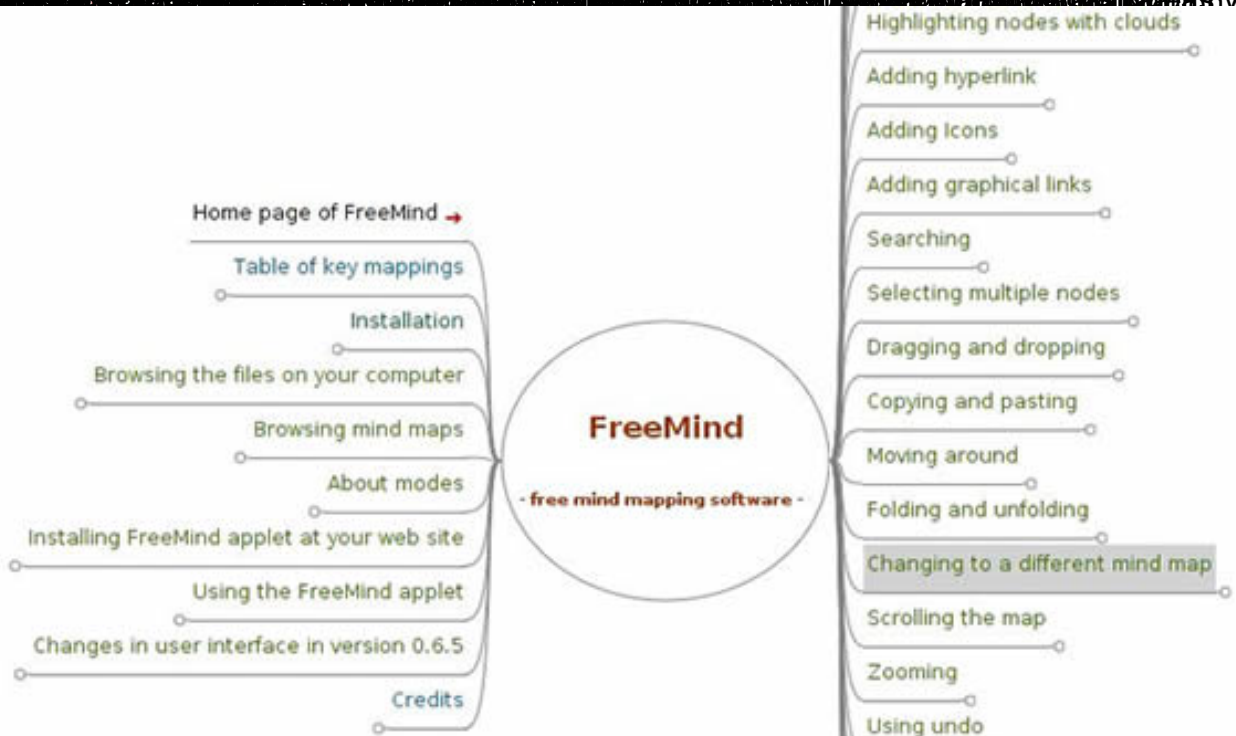 Home page of FreeMind
Table of key mappings
Installation
Browsing the files on your computer
Browsing mind maps
About modes
Installing FreeMind applet at your web site
Using the FreeMind applet
Changes in user interface in version 0.6.5
Credits
FreeMind
- free mind mapping software -
Highlighting nodes with clouds
Adding hyperlink
Adding Icons
Adding graphical links
Searching
Selecting multiple nodes
Dragging and dropping
Copying and pasting
Moving around
Folding and unfolding
Changing to a different mind map
Scrolling the map
Zooming
Using undo